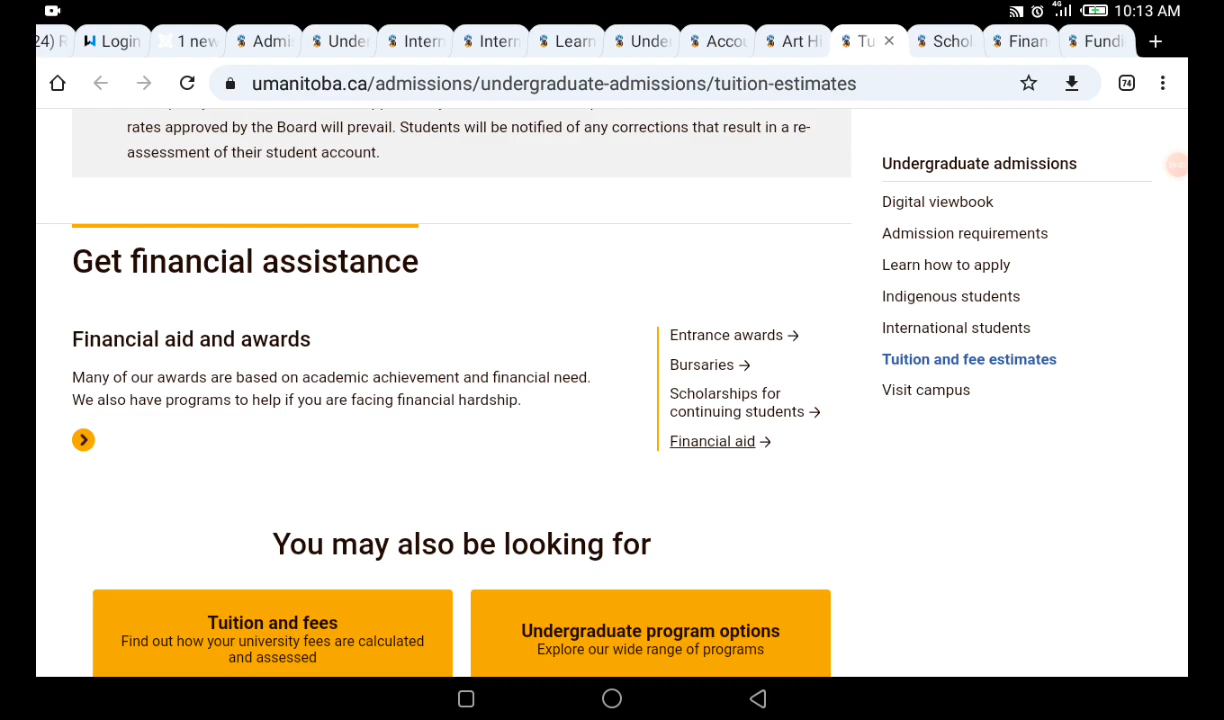 4G 10:13 AM
24) R Login 1 new Admi Unde Intern Intern Learn Unde Accou Art Hi Tu Schol Finan Fundi
umanitoba.ca/admissions/undergraduate-admissions/tuition-estimates 74
rates approved by the Board will prevail. Students will be notified of any corrections that result in a re-
assessment of their student account.
Get financial assistance
Financial aid and awards
Many of our awards are based on academic achievement and financial need.
We also have programs to help if you are facing financial hardship.
Entrance awards →
Bursaries →
Scholarships for
continuing students →
Financial aid →
You may also be looking for
Tuition and fees
Find out how your university fees are calculated
and assessed
Undergraduate program options
Explore our wide range of programs
Undergraduate admissions
Digital viewbook
Admission requirements
Learn how to apply
Indigenous students
International students
Tuition and fee estimates
Visit campus